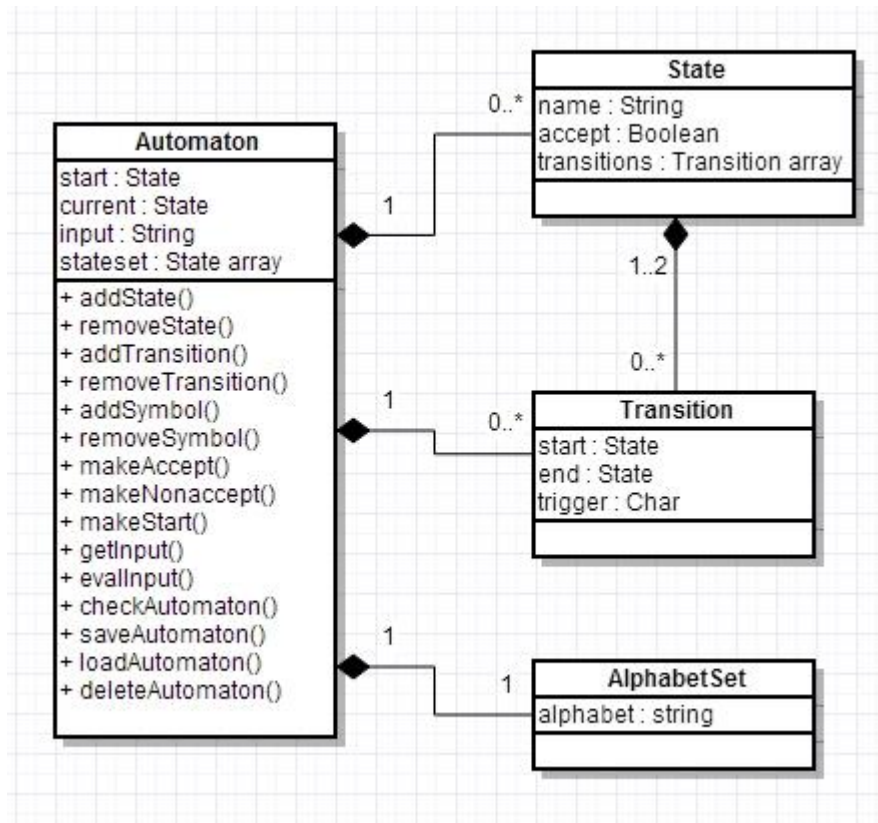 State
name : String
accept : Boolean
transitions : Transition array
0..*
Automaton
start : State
current : State
input : String
stateset : State array
1
+ addState()
+ removeState()
+ addTransition()
+ removeTransition()
+ addSymbol()
+ removeSymbol()
+ makeAccept()
+ makeNonaccept()
+ makeStart()
+ getInput()
+ evalInput()
+ checkAutomaton()
+ saveAutomaton()
+ loadAutomaton()
+ deleteAutomaton()
1..2
0..*
1
0..*
Transition
start : State
end : State
trigger : Char
1
1
AlphabetSet
alphabet : string